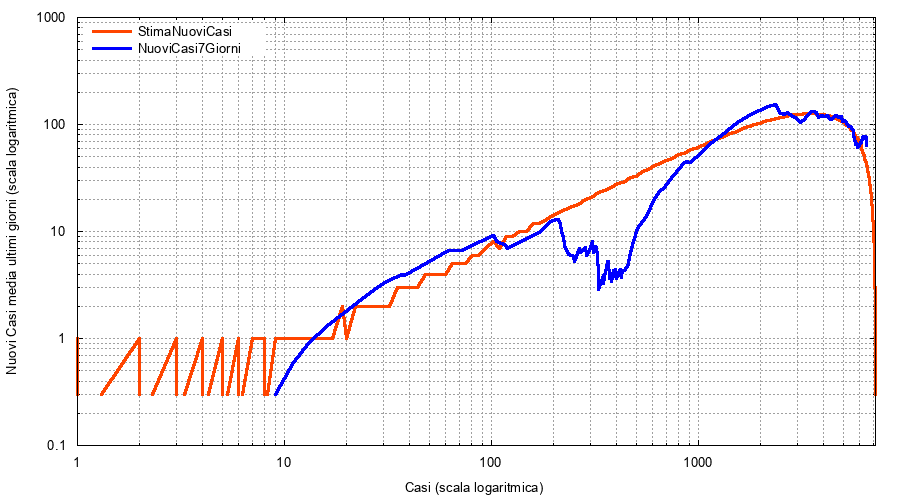 1000
100
10
1
0.1
Nuovi Casi media ultimi giorni (scala logaritmica)
StimaNuoviCasi
NuoviCasi7Giorni
1 10 100 1000
Casi (scala logaritmica)